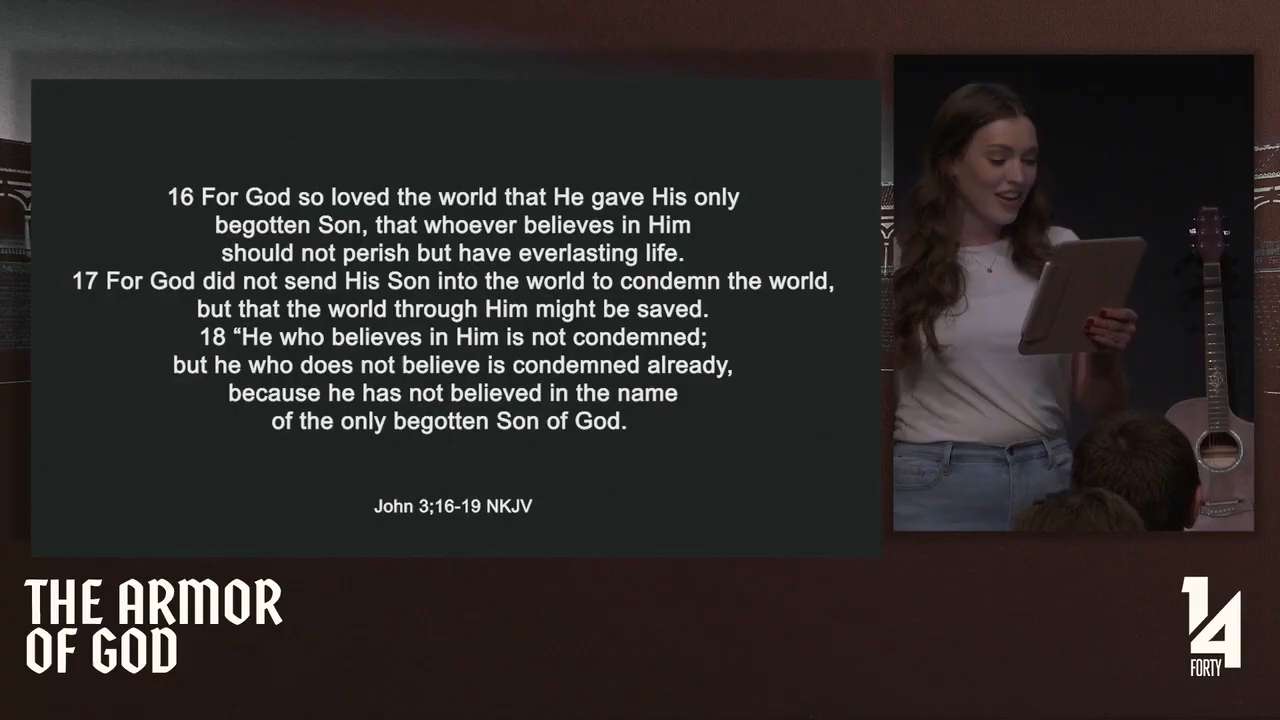 16 For God so loved the world that He gave His only
begotten Son, that whoever believes in Him
should not perish but have everlasting life.
17 For God did not send His Son into the world to condemn the world,
but that the world through Him might be saved.
18 “He who believes in Him is not condemned;
but he who does not believe is condemned already,
because he has not believed in the name
of the only begotten Son of God.
John 3;16-19 NKJV
THE ARMOR
OF GOD
14
FORTY